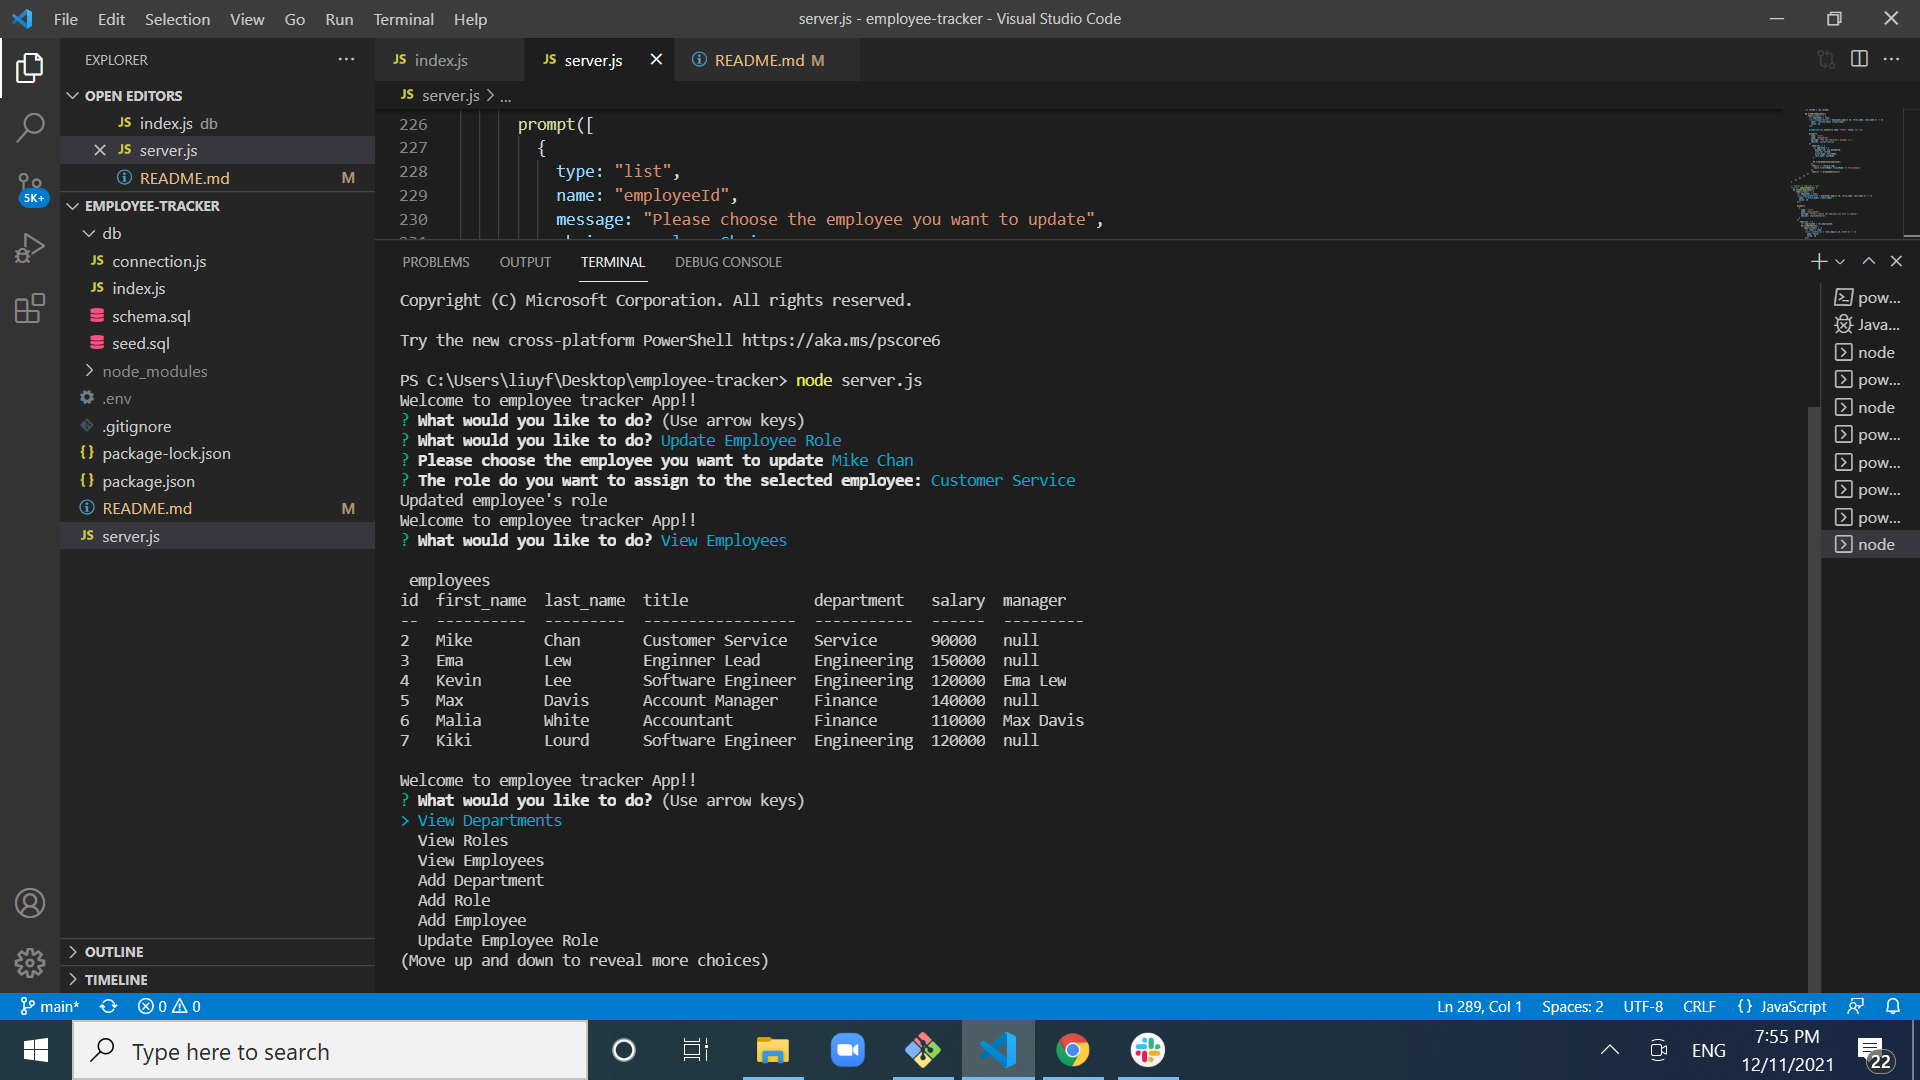 File Edit Selection View Go Run Terminal Help
server.js - employee-tracker - Visual Studio Code
EXPLORER
OPEN EDITORS
JS index.js db
JS server.js
README.md M
EMPLOYEE-TRACKER
db
JS connection.js
JS index.js
schema.sql
seed.sql
node_modules
.env
.gitignore
{} package-lock.json
{} package.json
README.md M
JS server.js
OUTLINE
TIMELINE
5K+
JS index.js
JS server.js
README.md M
JS server.js > ...
226 prompt([
227 {
228 type: "list",
229 name: "employeeId",
230 message: "Please choose the employee you want to update",
PROBLEMS OUTPUT TERMINAL DEBUG CONSOLE
Copyright (C) Microsoft Corporation. All rights reserved.
Try the new cross-platform PowerShell https://aka.ms/pscore6
PS C:\Users\liuyf\Desktop\employee-tracker> node server.js
Welcome to employee tracker App!!
? What would you like to do? (Use arrow keys)
? What would you like to do? Update Employee Role
? Please choose the employee you want to update Mike Chan
? The role do you want to assign to the selected employee: Customer Service
Updated employee's role
Welcome to employee tracker App!!
? What would you like to do? View Employees
employees
id first_name last_name title department salary manager
-- ---------- --------- ----------------- ----------- ------ ---------
2 Mike Chan Customer Service Service 90000 null
3 Ema Lew Enginner Lead Engineering 150000 null
4 Kevin Lee Software Engineer Engineering 120000 Ema Lew
5 Max Davis Account Manager Finance 140000 null
6 Malia White Accountant Finance 110000 Max Davis
7 Kiki Lourd Software Engineer Engineering 120000 null
Welcome to employee tracker App!!
? What would you like to do? (Use arrow keys)
> View Departments
View Roles
View Employees
Add Department
Add Role
Add Employee
Update Employee Role
(Move up and down to reveal more choices)
pow...
Java...
node
pow...
node
pow...
pow...
pow...
pow...
node
main* 0 0
Ln 289, Col 1 Spaces: 2 UTF-8 CRLF {} JavaScript
Type here to search
ENG
7:55 PM
12/11/2021
22